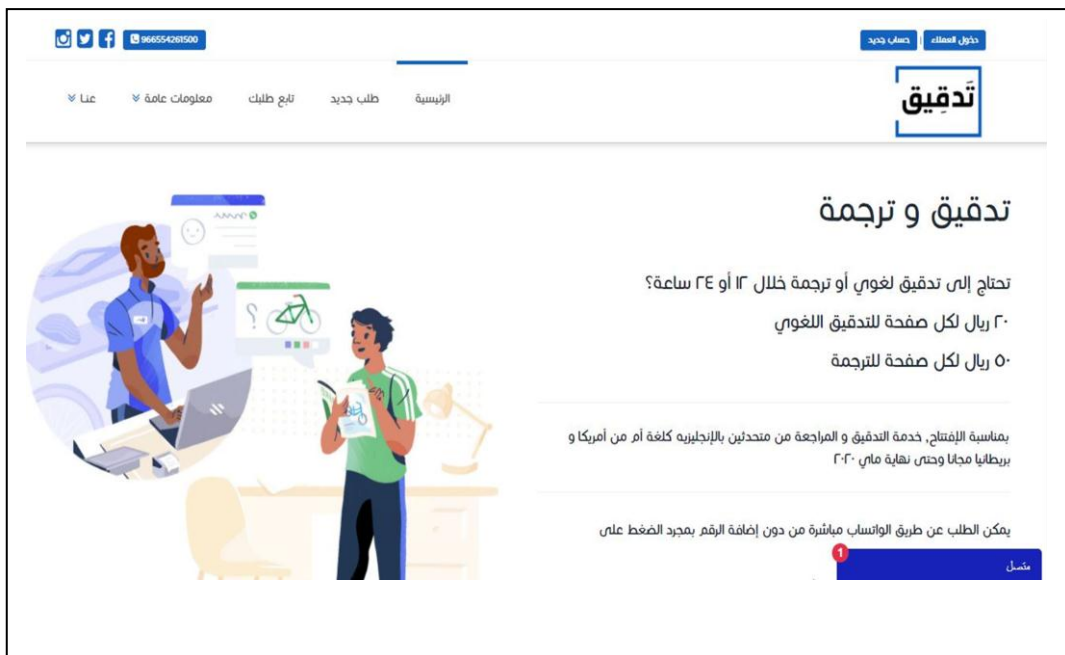 دخول العملاء | حساب جديد
966554261500
تَدقِيق
الرئيسية
طلب جديد
تابع طلبك
معلومات عامة
عنا
تدقيق و ترجمة
تحتاج إلى تدقيق لغوي أو ترجمة خلال ١٢ أو ٢٤ ساعة؟
٢٠ ريال لكل صفحة للتدقيق اللغوي
٥٠ ريال لكل صفحة للترجمة
بمناسبة الإفتتاح, خدمة التدقيق و المراجعة من متحدثين بالإنجليزيه كلغة أم من أمريكا و
بريطانيا مجانا وحتى نهاية ماي ٢٠٢٠
يمكن الطلب عن طريق الواتساب مباشرة من دون إضافة الرقم بمجرد الضغط على
1
متصل